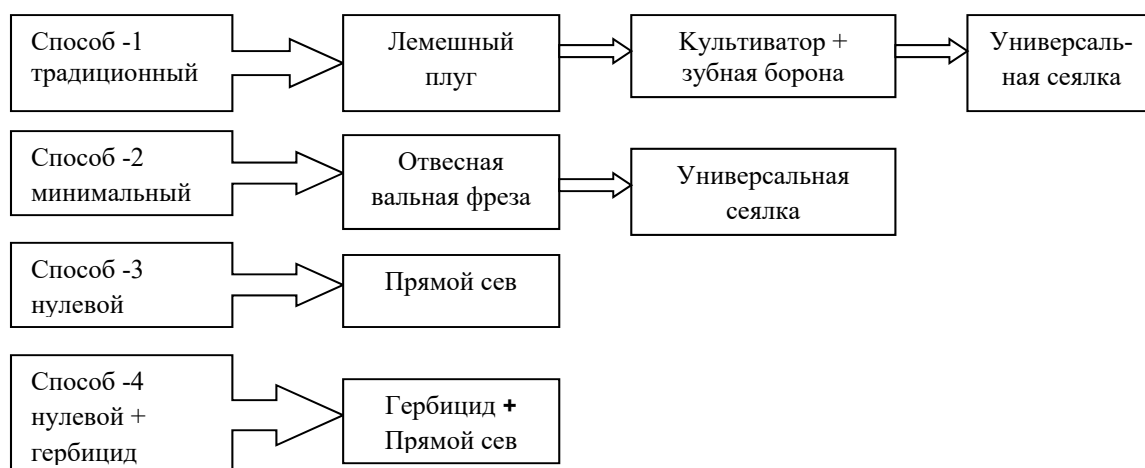 Способ -1
традиционный
Лемешный
плуг
Культиватор +
зубная борона
Универсаль-
ная сеялка
Способ -2
минимальный
Отвесная
вальная фреза
Универсальная
сеялка
Способ -3
нулевой
Прямой сев
Способ -4
нулевой +
гербицид
Гербицид +
Прямой сев